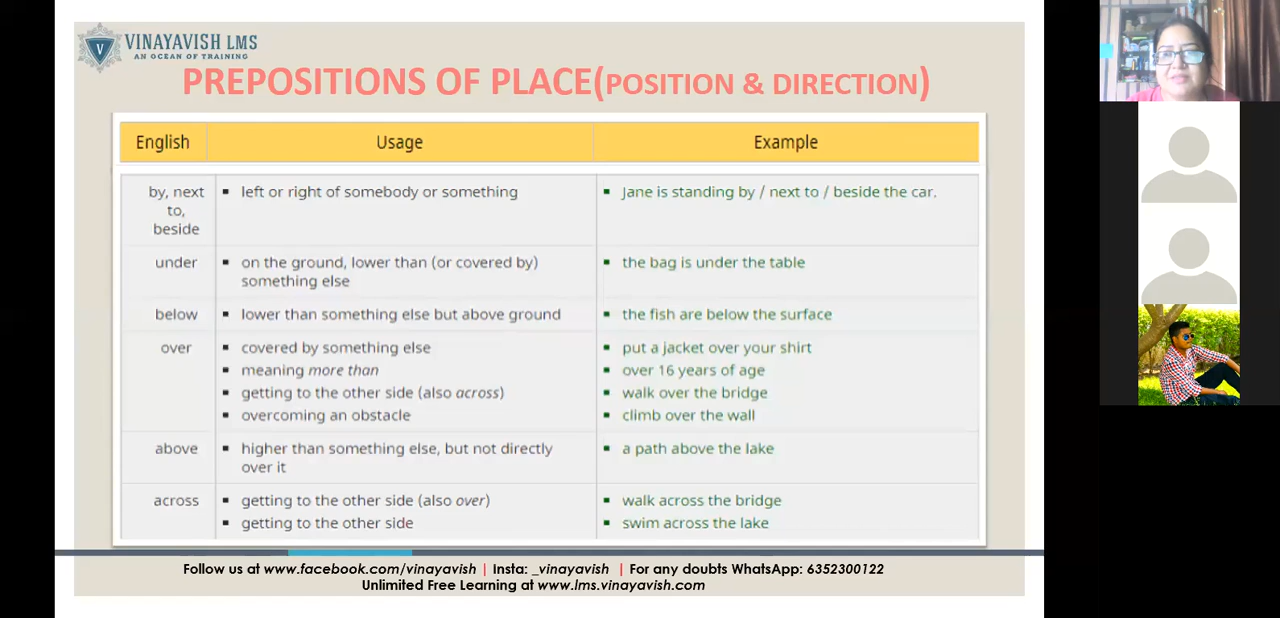 VINAYAVISH LMS
AN OCEAN OF TRAINING
V
PREPOSITIONS OF PLACE(POSITION & DIRECTION)
English Usage Example
by, next to, beside
▪ left or right of somebody or something
▪ Jane is standing by / next to / beside the car.
under
▪ on the ground, lower than (or covered by)
something else
▪ the bag is under the table
below
▪ lower than something else but above ground
▪ the fish are below the surface
over
▪ covered by something else
▪ put a jacket over your shirt
▪ meaning more than
▪ over 16 years of age
▪ getting to the other side (also across)
▪ walk over the bridge
▪ overcoming an obstacle
▪ climb over the wall
above
▪ higher than something else, but not directly
over it
▪ a path above the lake
across
▪ getting to the other side (also over)
▪ walk across the bridge
▪ getting to the other side
▪ swim across the lake
Follow us at www.facebook.com/vinayavish | Insta: _vinayavish | For any doubts WhatsApp: 6352300122
Unlimited Free Learning at www.lms.vinayavish.com